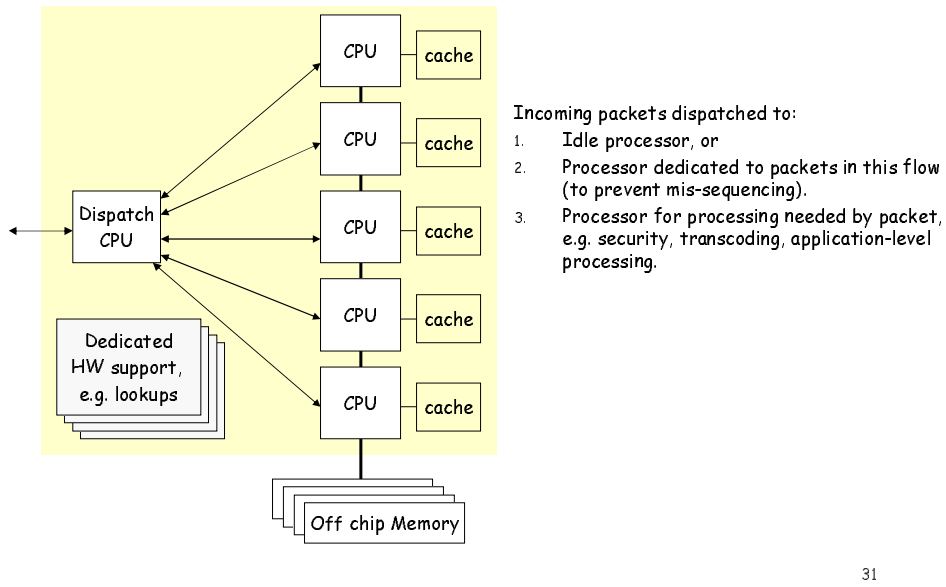 CPU
cache
CPU
cache
Dispatch
CPU
CPU
cache
CPU
cache
Dedicated
HW support,
e.g. lookups
CPU
cache
Off chip Memory
Incoming packets dispatched to:
1. Idle processor, or
2. Processor dedicated to packets in this flow
(to prevent mis-sequencing).
3. Processor for processing needed by packet,
e.g. security, transcoding, application-level
processing.
31